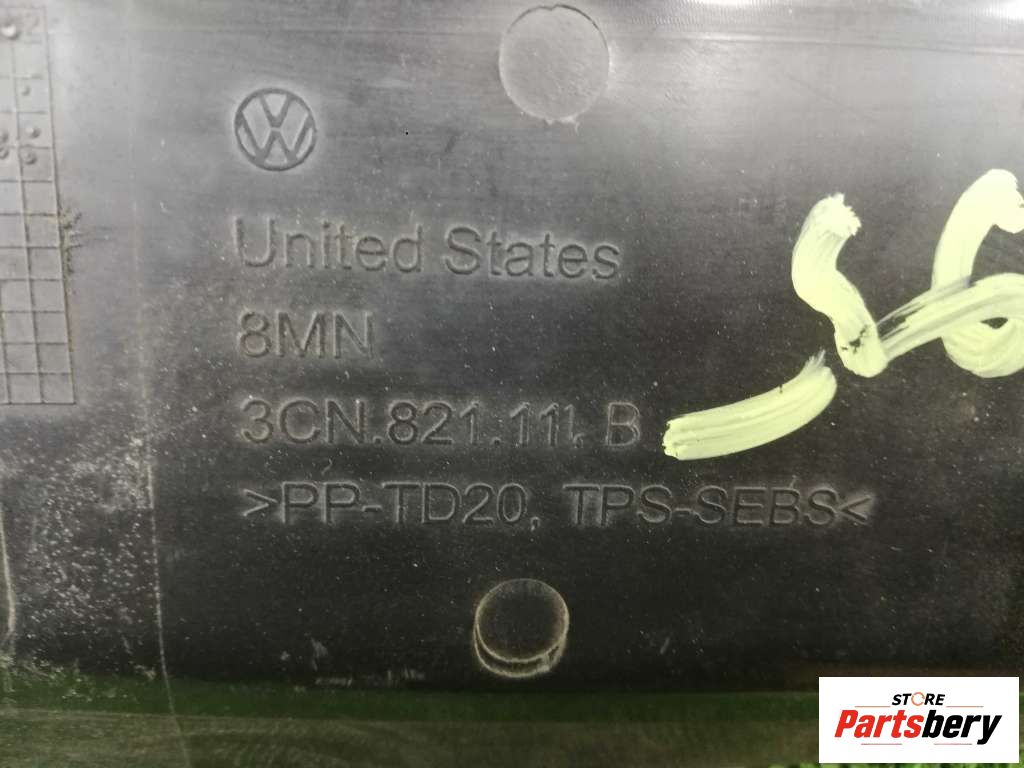 United States
8MN
3CN.821.111. B
>PP-TD20, TPS-SEBS<
STORE
Partsbery